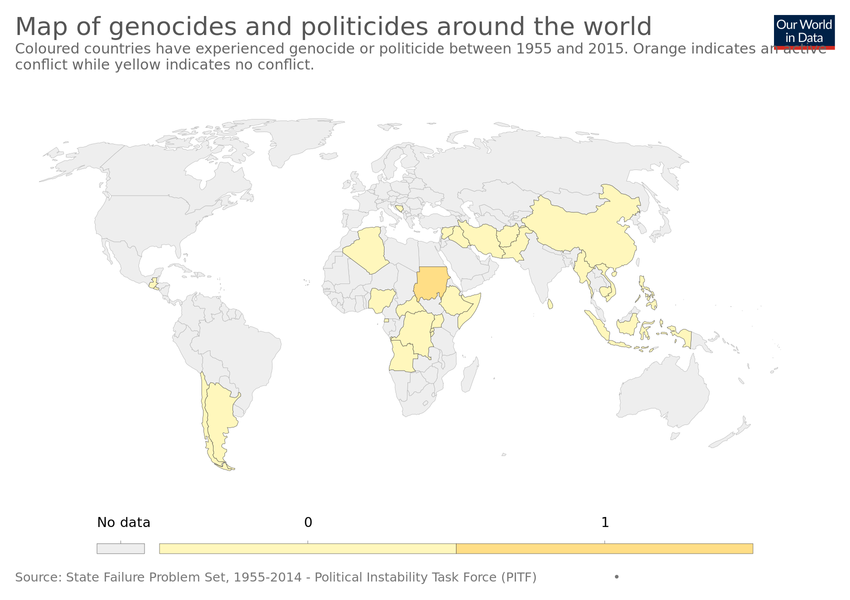 Map of genocides and politicides around the world
Our World
in Data
Coloured countries have experienced genocide or politicide between 1955 and 2015. Orange indicates an active
conflict while yellow indicates no conflict.
No data
0
1
Source: State Failure Problem Set, 1955-2014 - Political Instability Task Force (PITF)
•